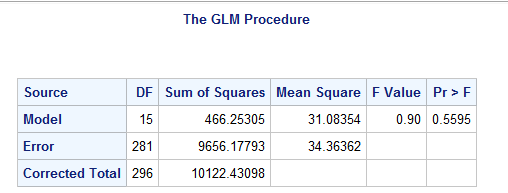 The GLM Procedure
Source DF Sum of Squares Mean Square F Value Pr > F
Model 15 466.25305 31.08354 0.90 0.5595
Error 281 9656.17793 34.36362
Corrected Total 296 10122.43098